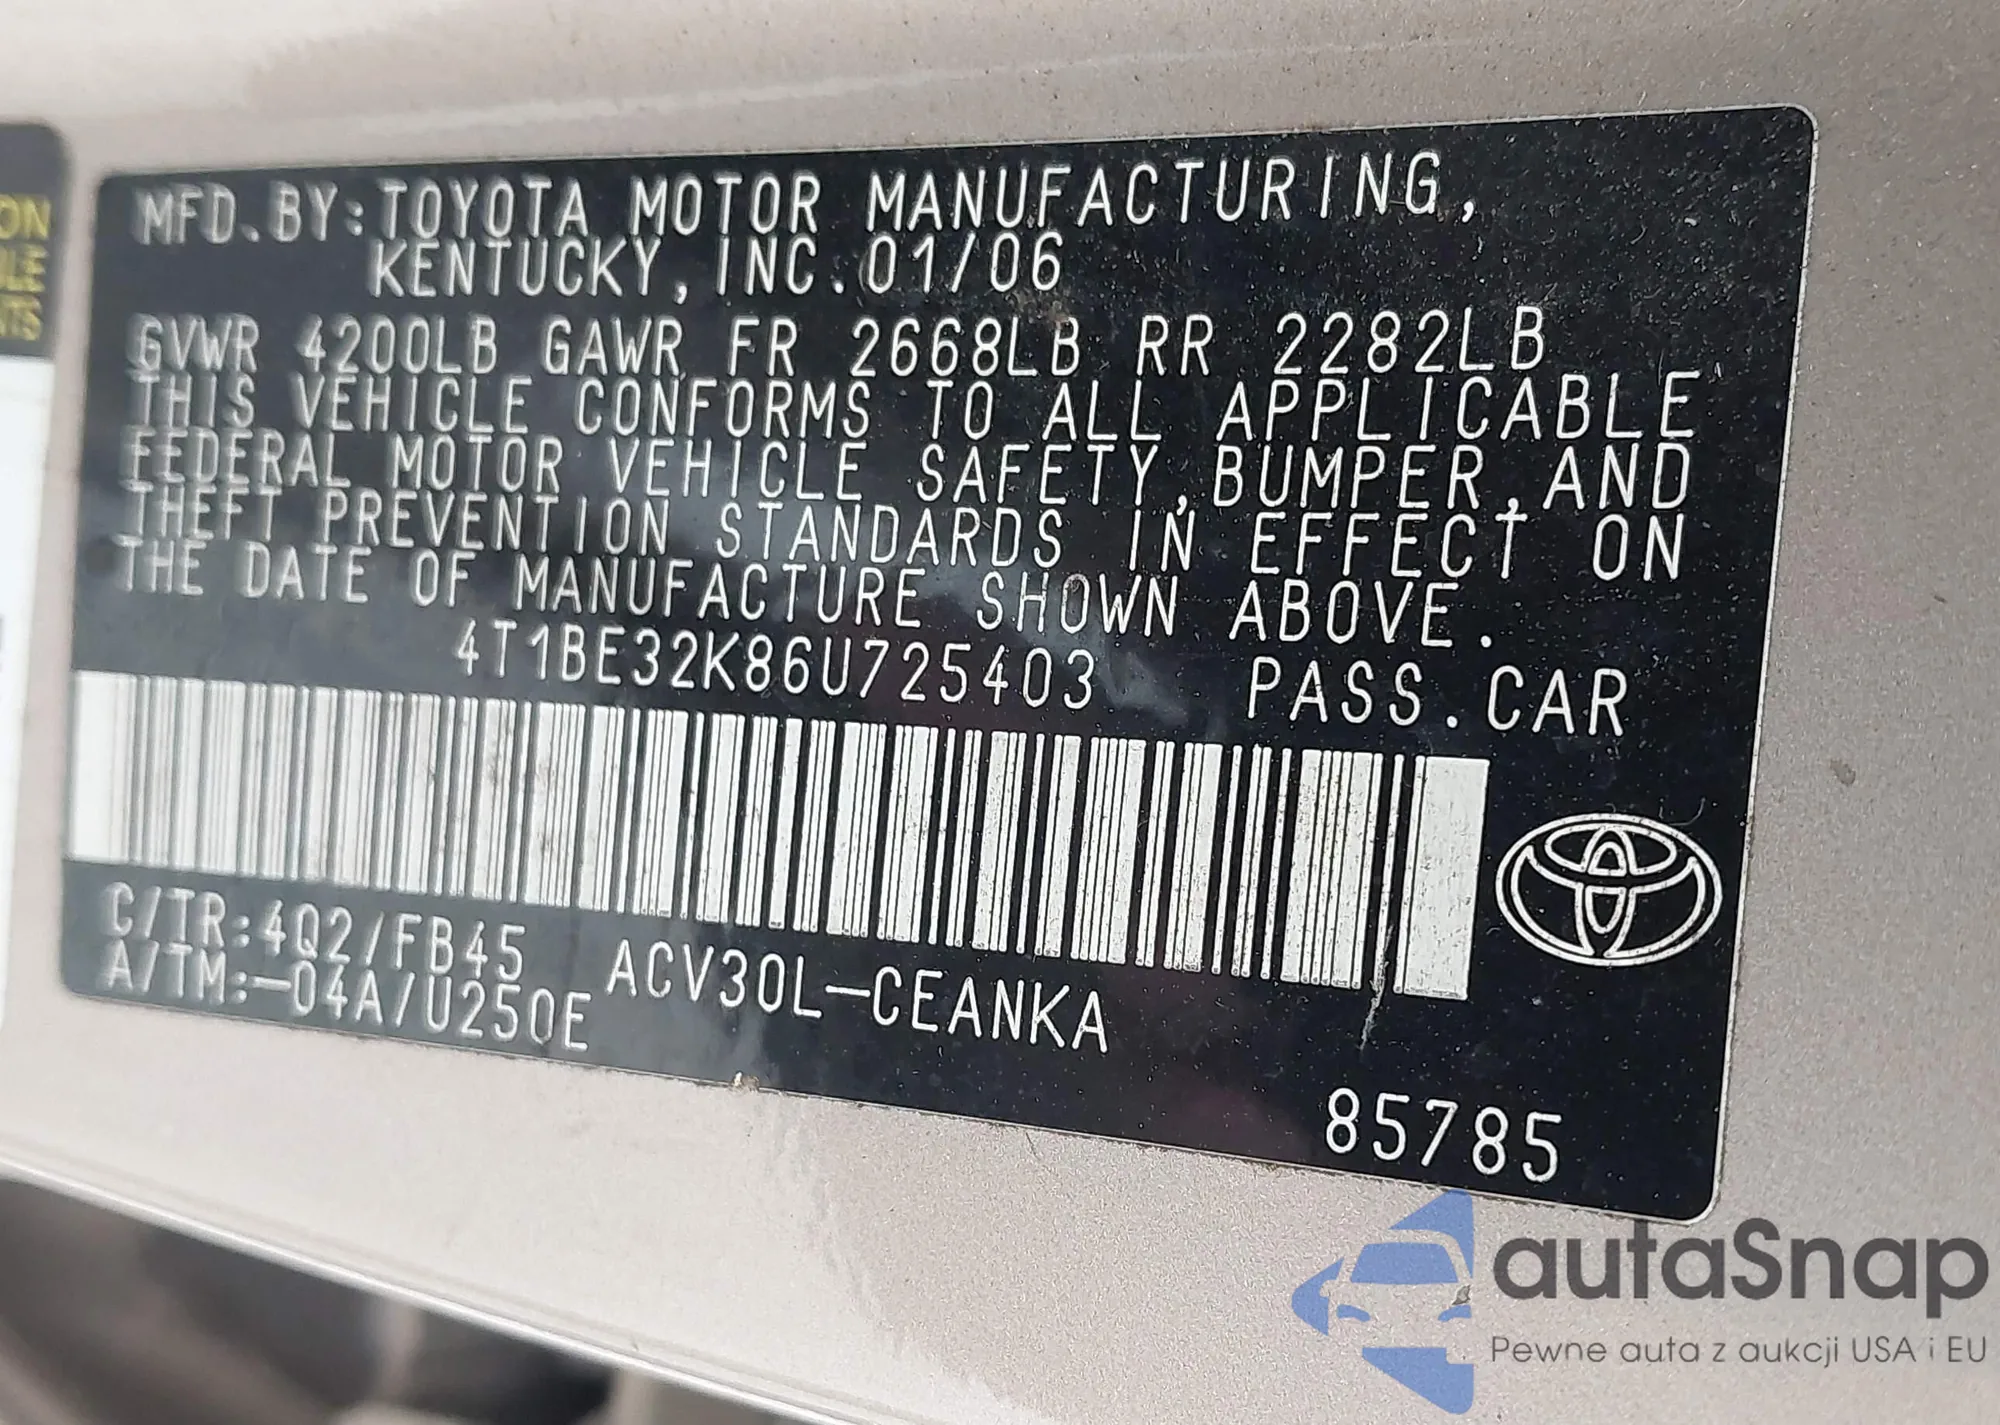 ON
MFD.BY:TOYOTA MOTOR MANUFACTURING,
KENTUCKY,INC.01/06
GVWR 4200LB GAWR FR 2668LB RR 2282LB
THIS VEHICLE CONFORMS TO ALL APPLICABLE
FEDERAL MOTOR VEHICLE SAFETY,BUMPER,AND
THEFT PREVENTION STANDARDS IN EFFECT ON
THE DATE OF MANUFACTURE SHOWN ABOVE.
4T1BE32K86U725403 PASS.CAR
C/TR:4Q2/FB45 ACV30L-CEANKA
A/TM:-04A/U250E
85785
autaSnap
Pewne auta z aukcji USA i EU